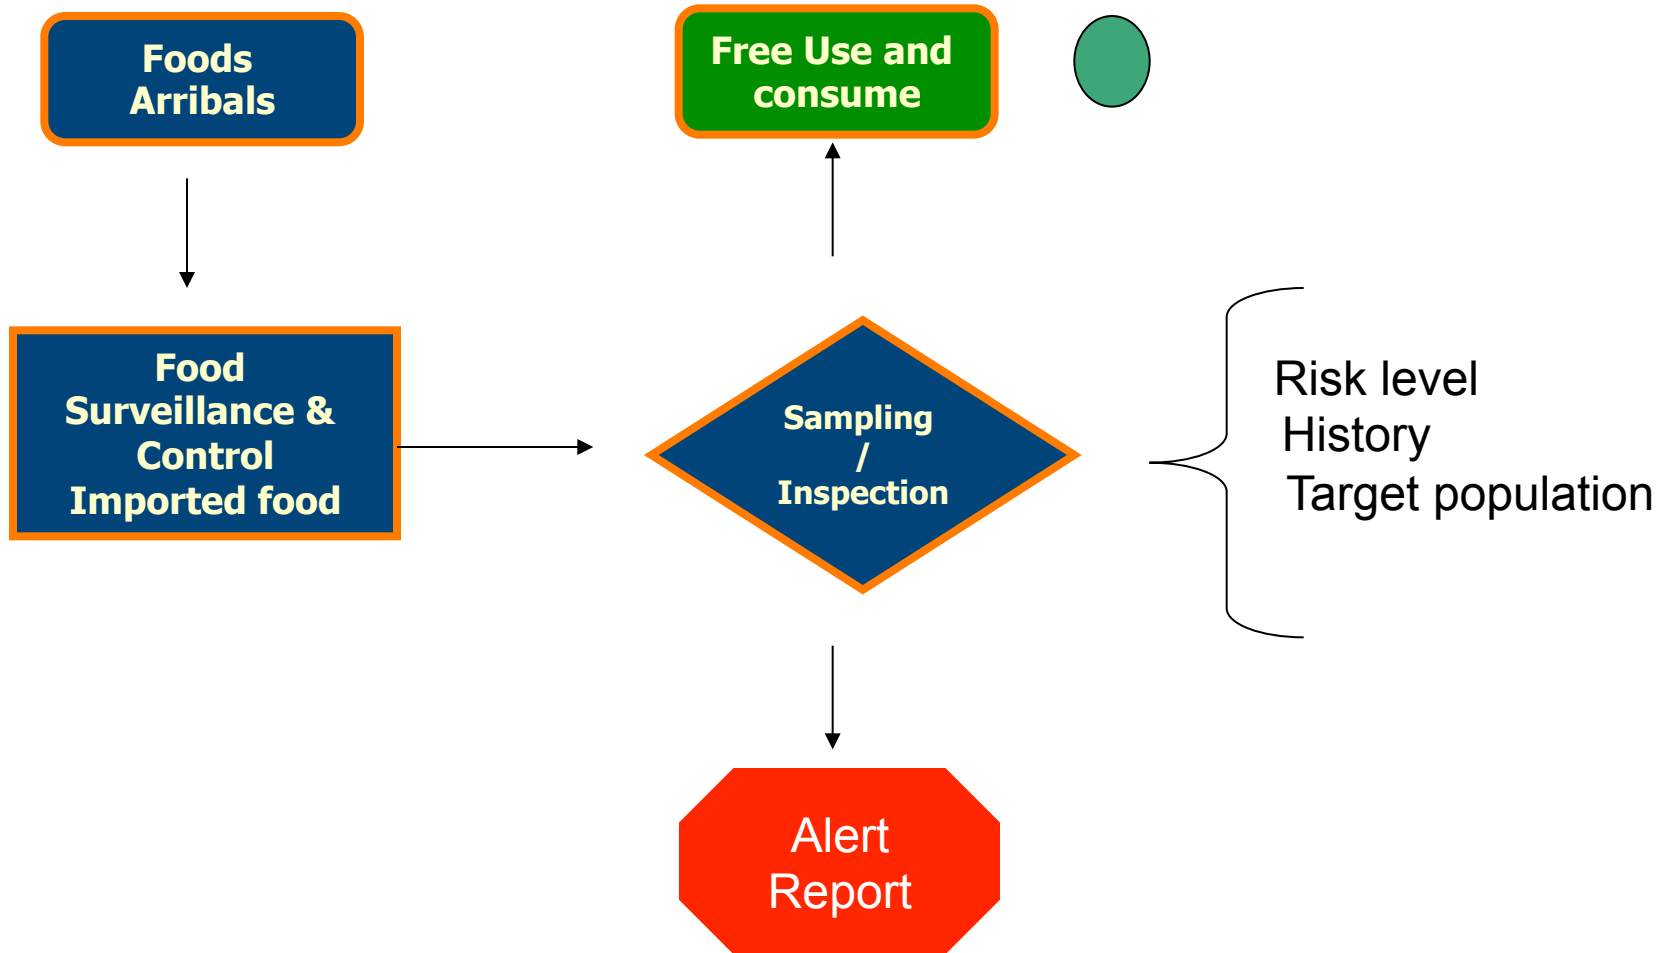 Foods
Arribals
Free Use and
consume
Food
Surveillance &
Control
Imported food
Sampling
/
Inspection
Risk level
History
Target population
Alert
Report